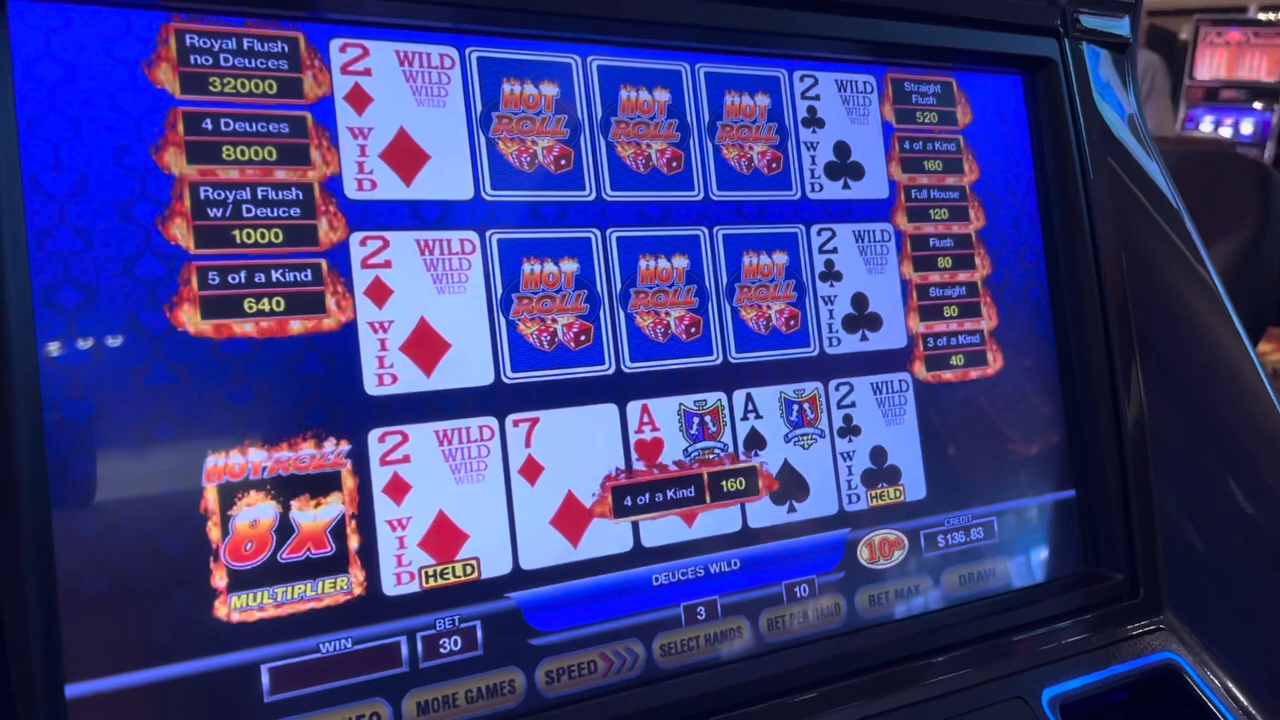 Royal Flush
no Deuces
32000
4 Deuces
8000
Royal Flush
w/ Deuce
1000
5 of a Kind
640
2 WILD
WILD
WILD
WILD
WILD
HOT
ROLL
HOT
ROLL
HOT
ROLL
2 WILD
WILD
WILD
WILD
WILD
Straight
Flush
520
4 of a Kind
160
Full House
120
Flush
80
Straight
80
3 of a Kind
40
2 WILD
WILD
WILD
WILD
WILD
HOT
ROLL
HOT
ROLL
HOT
ROLL
2 WILD
WILD
WILD
WILD
WILD
HOT ROLL
8X
MULTIPLIER
2 WILD
WILD
WILD
WILD
HELD
7
A
A
4 of a Kind 160
2 WILD
WILD
WILD
WILD
WILD
HELD
DEUCES WILD
10¢
CREDIT
$136.83
WIN
BET
30
3
10
MORE GAMES
SPEED
SELECT HANDS
BET PER HAND
BET MAX
DRAW